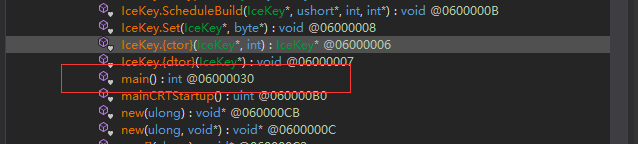 IceKey.ScheduleBuild(IceKey*, ushort*, int, int*) : void @0600000B
IceKey.Set(IceKey*, byte*) : void @06000008
IceKey.{ctor}(IceKey*, int) : IceKey* @06000006
IceKey.{dtor}(IceKey*) : void @06000007
main() : int @06000030
mainCRTStartup() : uint @060000B0
new(ulong) : void* @060000CB
new(ulong, void*) : void* @0600000C